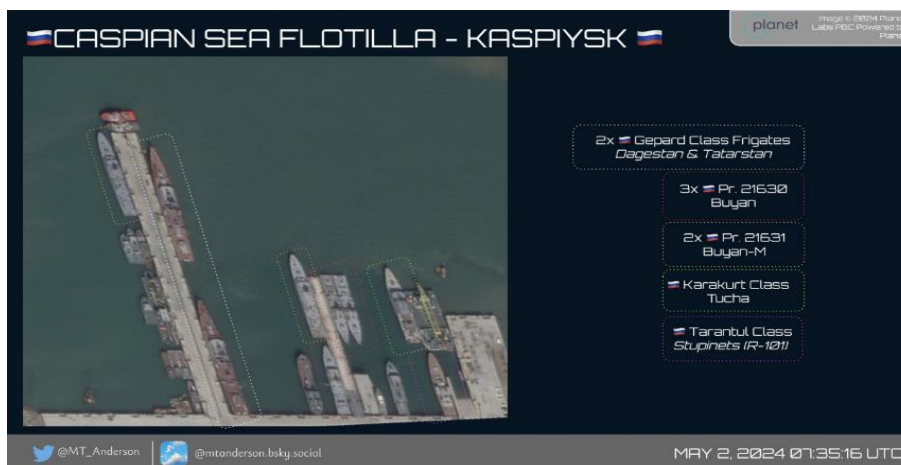 CASPIAN SEA FLOTILLA - KASPIYSK
planet
Image © 2024 Planet
Labs PBC Powered by
Plane
2x Gepard Class Frigates
Dagestan & Tatarstan
3x Pr. 21630
Buyan
2x Pr. 21631
Buyan-M
Karakurt Class
Tucha
Tarantul Class
Stupinets (R-101)
@MT_Anderson
@mtanderson.bsky.social
MAY 2, 2024 07:35:16 UTC